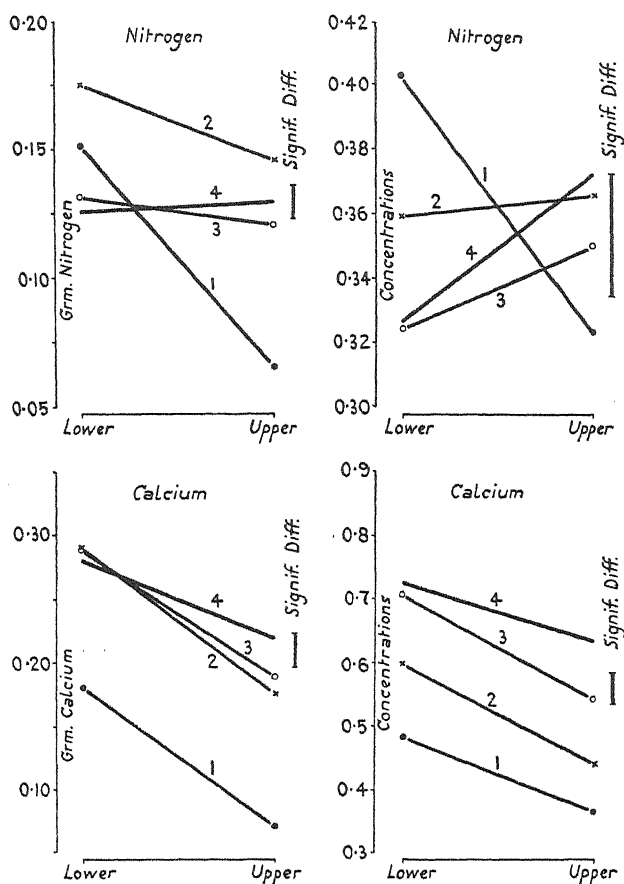 Nitrogen
0.20
0.15
0.10
0.05
Grm. Nitrogen
2
4
3
1
Signif. Diff.
Lower Upper
Nitrogen
0.42
0.40
0.38
0.36
0.34
0.32
0.30
Concentrations
1
2
4
3
Signif. Diff.
Lower Upper
Calcium
0.30
0.20
0.10
Grm. Calcium
4
3
2
1
Signif. Diff.
Lower Upper
Calcium
0.9
0.8
0.7
0.6
0.5
0.4
0.3
Concentrations
4
3
2
1
Signif. Diff.
Lower Upper